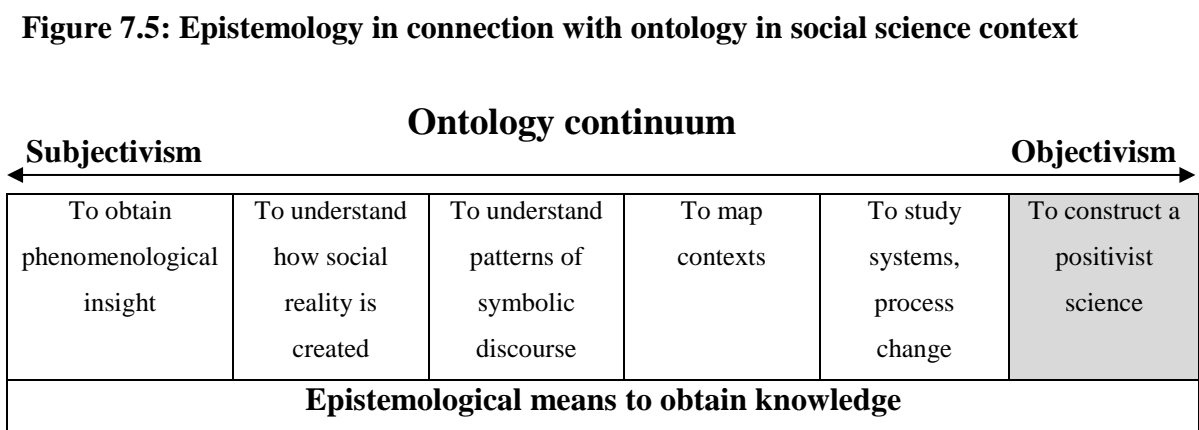 Figure 7.5: Epistemology in connection with ontology in social science context
Ontology continuum
Subjectivism
Objectivism
To obtain
phenomenological
insight
To understand
how social
reality is
created
To understand
patterns of
symbolic
discourse
To map
contexts
To study
systems,
process
change
To construct a
positivist
science
Epistemological means to obtain knowledge